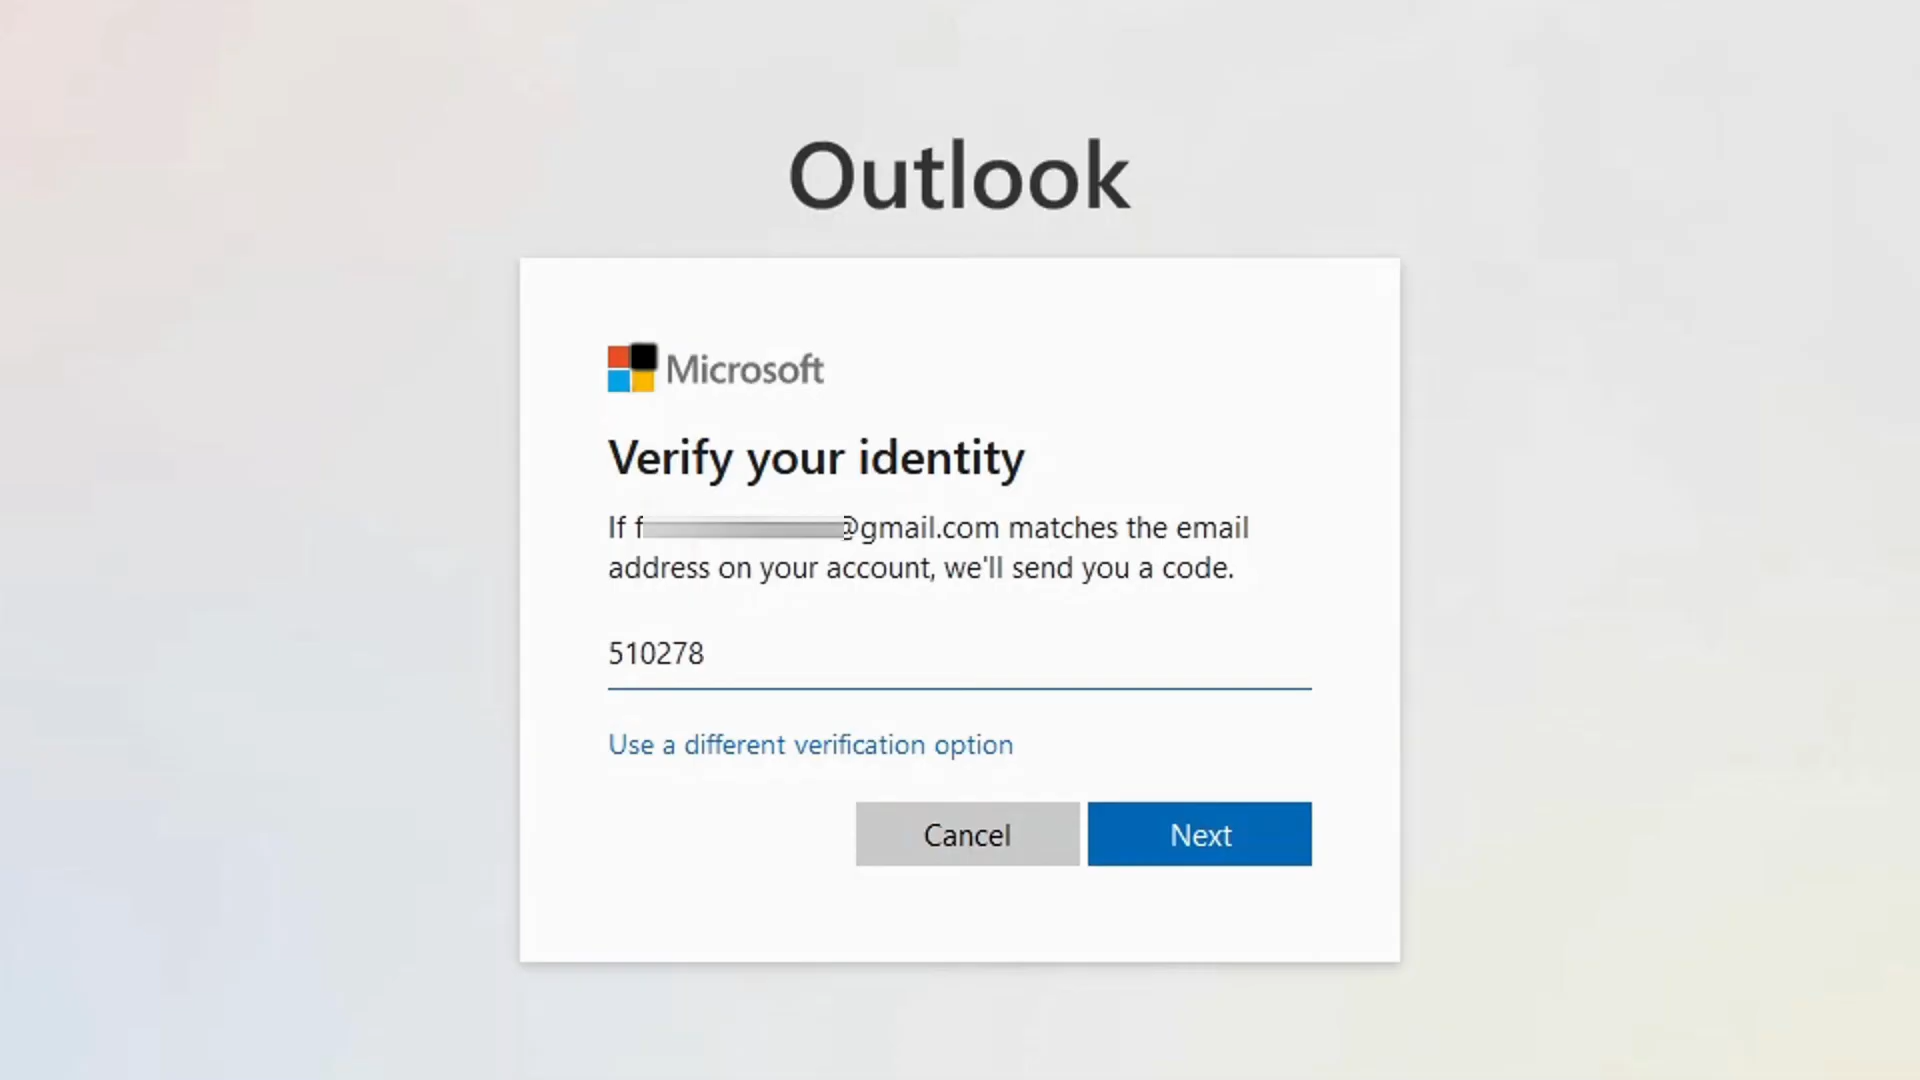 Outlook
Microsoft
Verify your identity
If f @gmail.com matches the email
address on your account, we'll send you a code.
510278
Use a different verification option
Cancel
Next